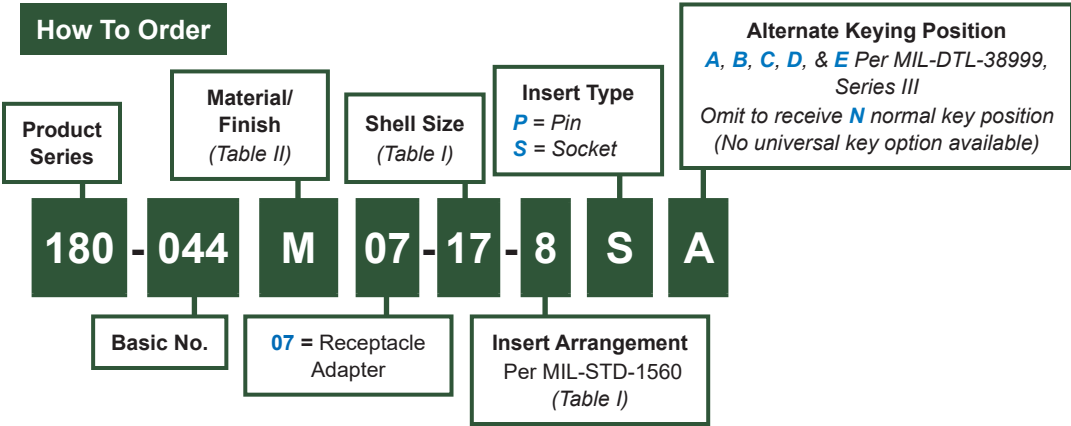 How To Order
Product
Series
Material/
Finish
(Table II)
Shell Size
(Table I)
Insert Type
P = Pin
S = Socket
Alternate Keying Position
A, B, C, D, & E Per MIL-DTL-38999,
Series III
Omit to receive N normal key position
(No universal key option available)
180 - 044 M 07 - 17 - 8 S A
Basic No.
07 = Receptacle
Adapter
Insert Arrangement
Per MIL-STD-1560
(Table I)